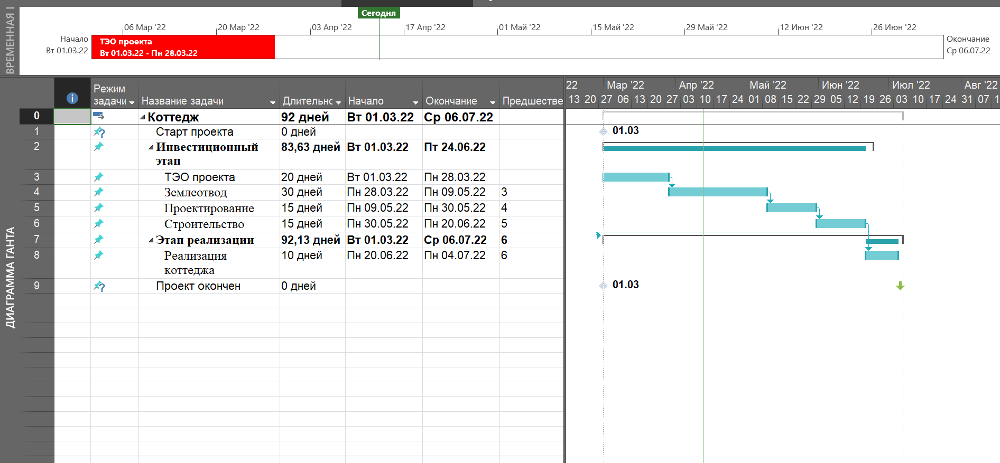 ВРЕМЕННАЯ
Сегодня
06 Мар '22 20 Мар '22 03 Апр '22 17 Апр '22 01 Май '22 15 Май '22 29 Май '22 12 Июн '22 26 Июн '22
Начало
Вт 01.03.22
ТЭО проекта
Вт 01.03.22 - Пн 28.03.22
Окончание
Ср 06.07.22
ДИАГРАММА ГАНТА
Режим задачи Название задачи Длительнс Начало Окончание Предшестве
22 Мар '22 Апр '22 Май '22 Июн '22 Июл '22 Авг '22
13 20 27 06 13 20 27 03 10 17 24 01 08 15 22 29 05 12 19 26 03 10 17 24 31 07 1
0 Коттедж 92 дней Вт 01.03.22 Ср 06.07.22
1 Старт проекта 0 дней 01.03
2 Инвестиционный этап 83,63 дней Вт 01.03.22 Пт 24.06.22
3 ТЭО проекта 20 дней Вт 01.03.22 Пн 28.03.22
4 Землеотвод 30 дней Пн 28.03.22 Пн 09.05.22 3
5 Проектирование 15 дней Пн 09.05.22 Пн 30.05.22 4
6 Строительство 15 дней Пн 30.05.22 Пн 20.06.22 5
7 Этап реализации 92,13 дней Вт 01.03.22 Ср 06.07.22 6
8 Реализация коттеджа 10 дней Пн 20.06.22 Пн 04.07.22 6
9 Проект окончен 0 дней 01.03